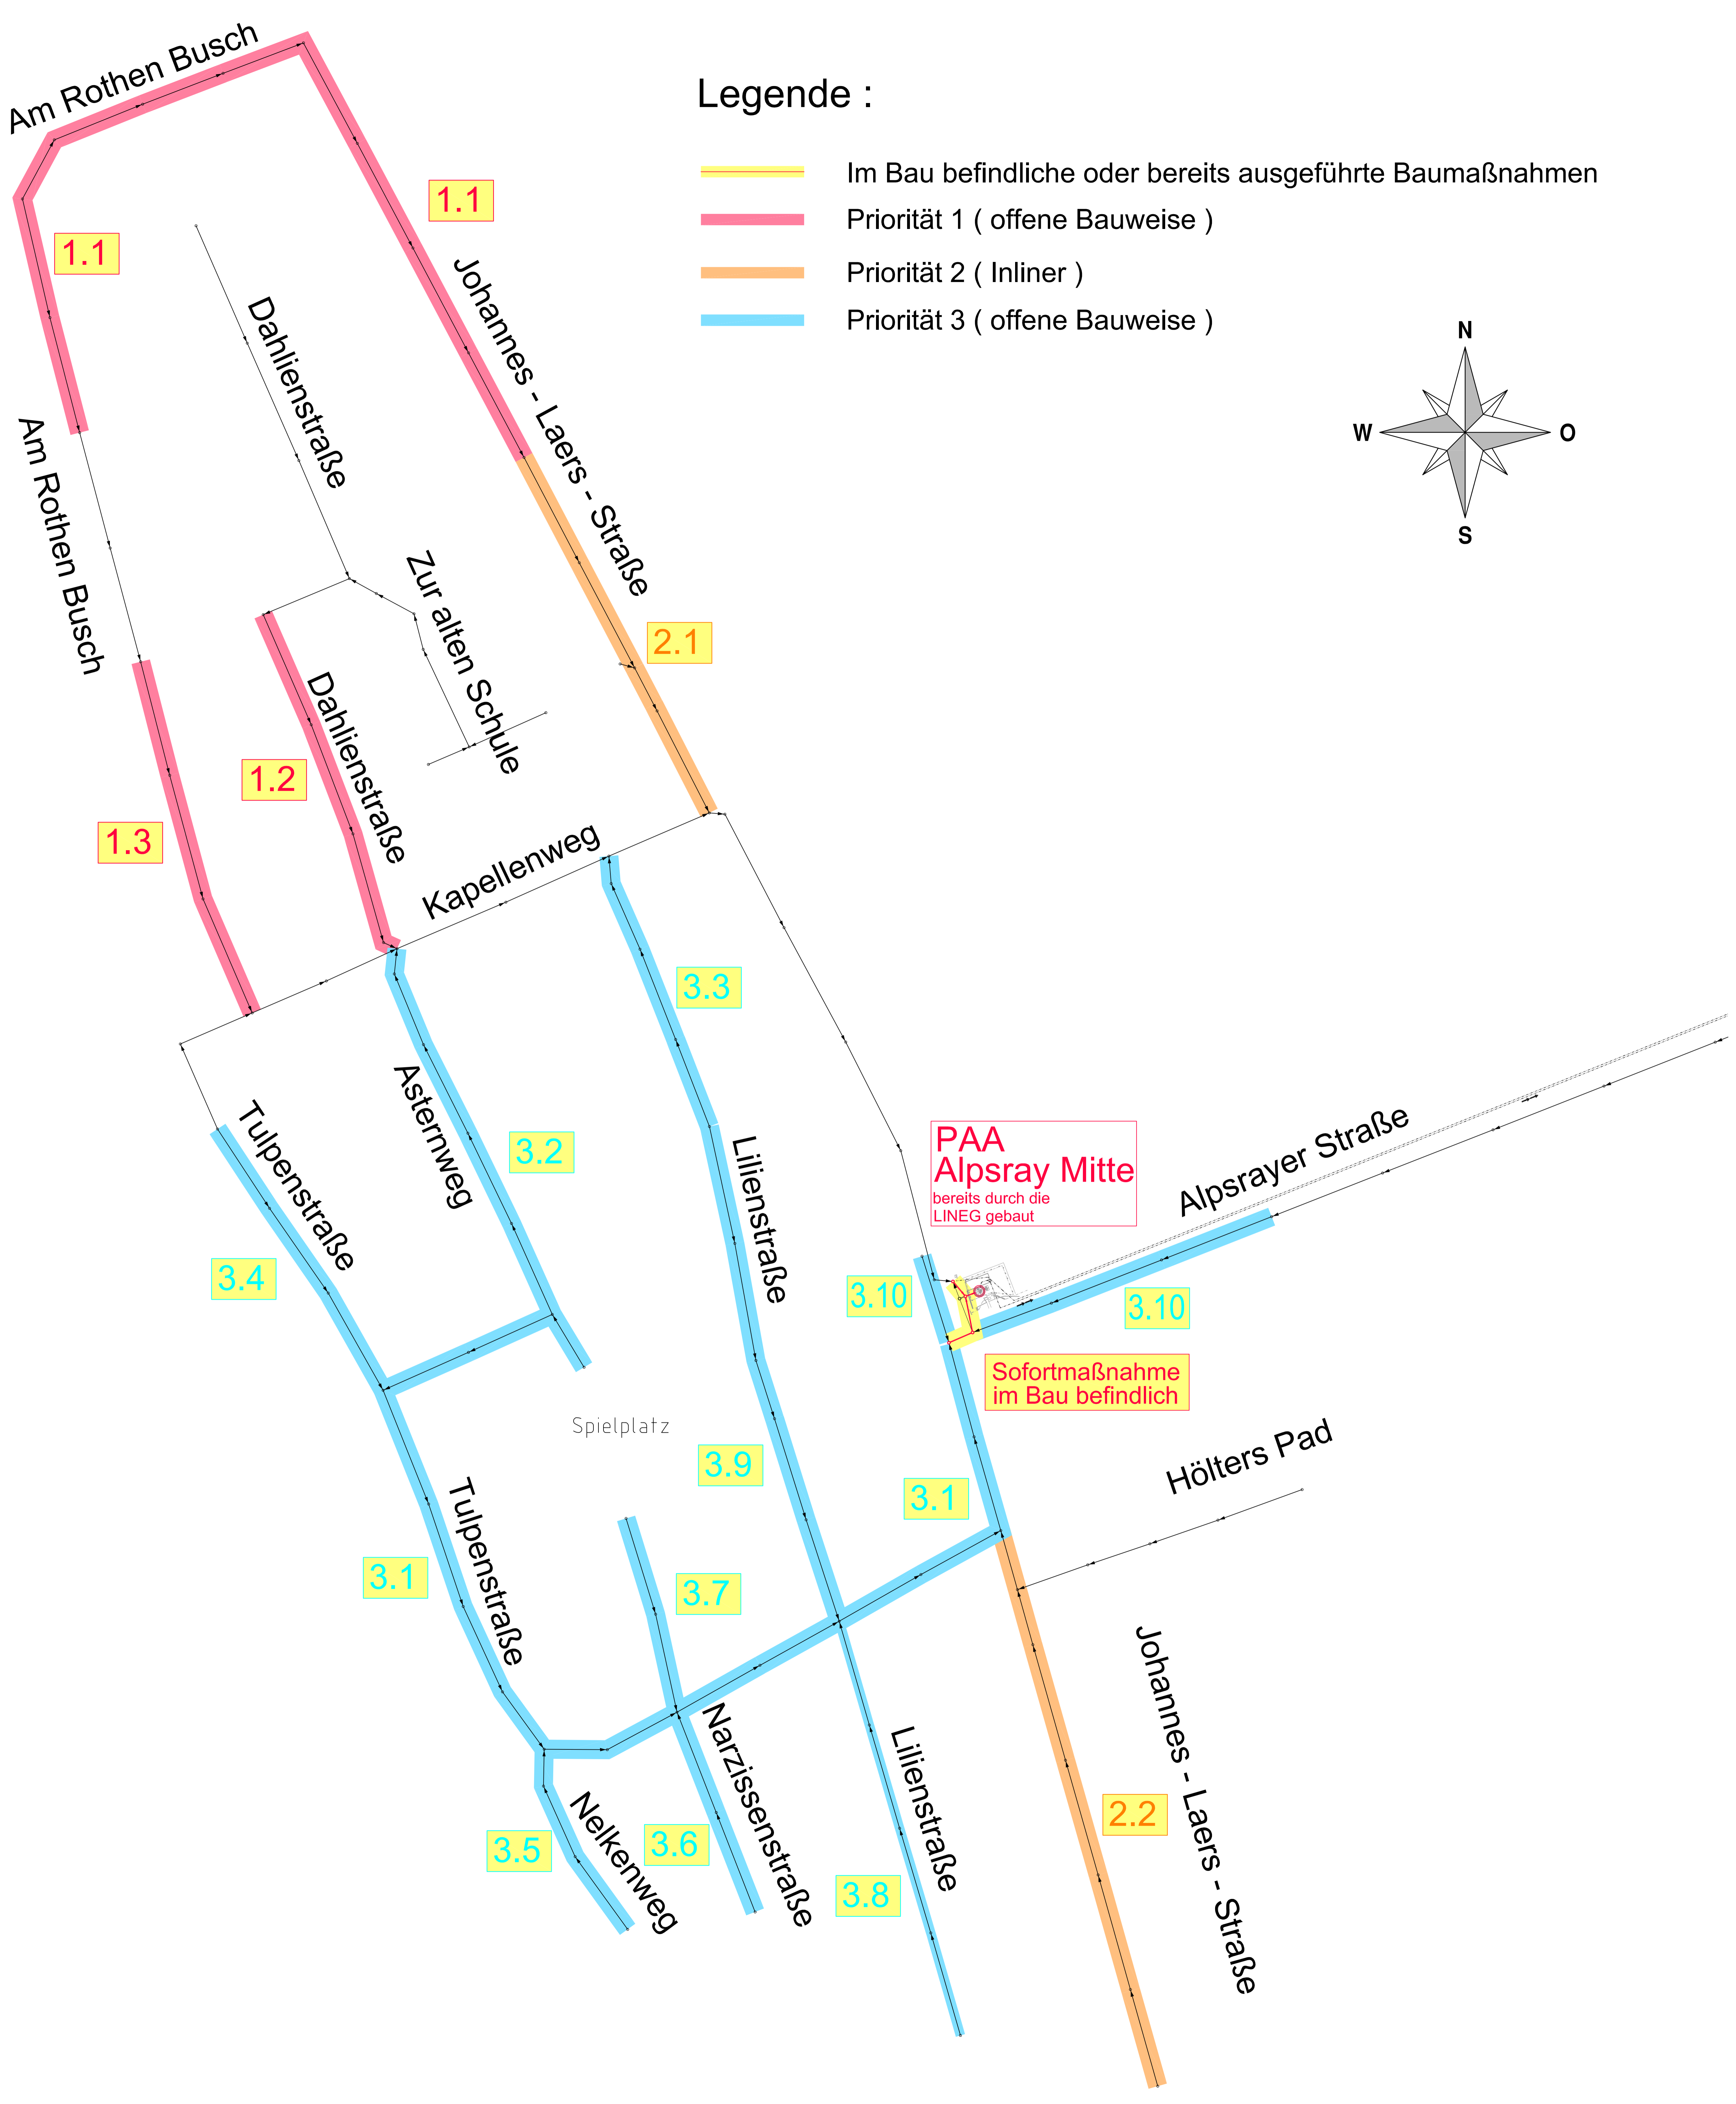 Am Rothen Busch
Legende :
Im Bau befindliche oder bereits ausgeführte Baumaßnahmen
Priorität 1 ( offene Bauweise )
Priorität 2 ( Inliner )
Priorität 3 ( offene Bauweise )
N
W
O
S
1.1
1.1
Johannes - Laers - Straße
Dahlienstraße
Am Rothen Busch
Zur alten Schule
2.1
Dahlienstraße
1.2
1.3
Kapellenweg
3.3
Asternweg
Tulpenstraße
3.2
Lilienstraße
3.4
PAA
Alpsray Mitte
bereits durch die
LINEG gebaut
Alpsrayer Straße
3.10
3.10
Sofortmaßnahme
im Bau befindlich
Spielplatz
3.9
Hölters Pad
3.1
Tulpenstraße
3.1
3.7
Johannes - Laers - Straße
Narzissenstraße
Lilienstraße
Nelkenweg
2.2
3.5
3.6
3.8